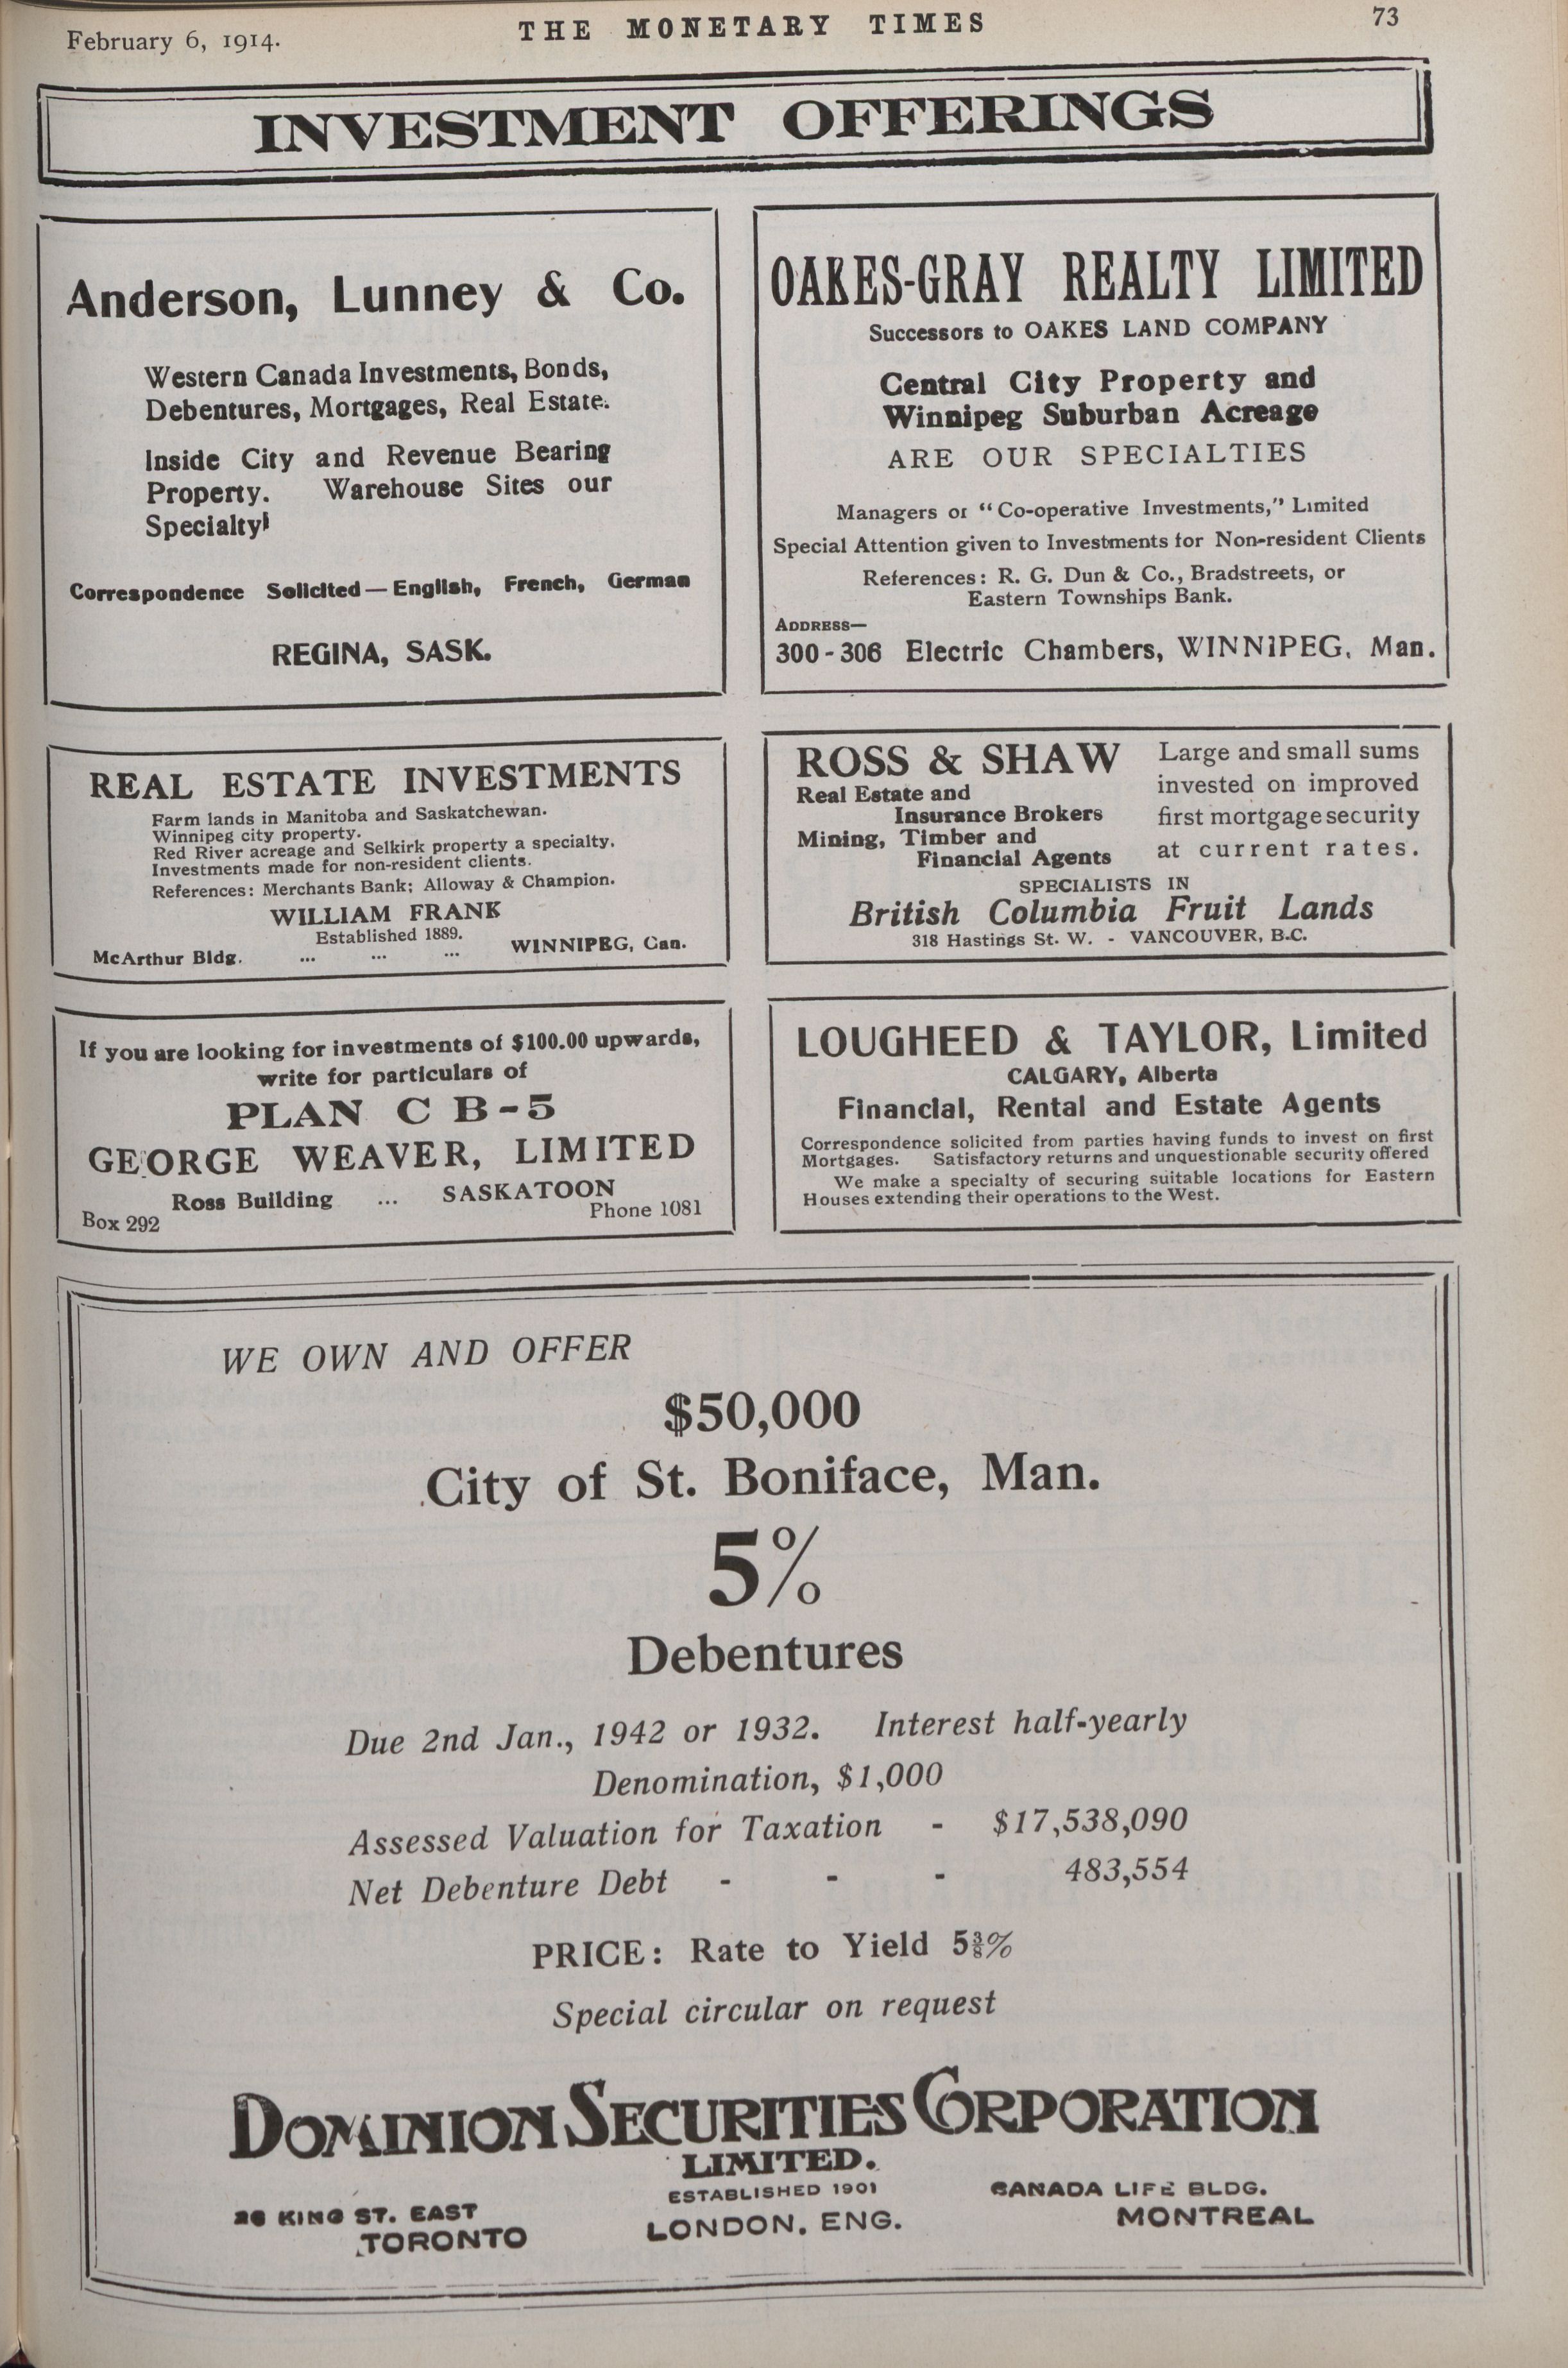 February 6, 1914.
THE MONETARY TIMES
73
INVESTMENT OFFERINGS
Anderson, Lunney & Co.
Western Canada Investments, Bonds,
Debentures, Mortgages, Real Estate.
Inside City and Revenue Bearing
Property. Warehouse Sites our
Specialty
Correspondence Solicited — English, French, German
REGINA, SASK.
OAKES-GRAY REALTY LIMITED
Successors to OAKES LAND COMPANY
Central City Property and
Winnipeg Suburban Acreage
ARE OUR SPECIALTIES
Managers of "Co-operative Investments," Limited
Special Attention given to Investments for Non-resident Clients
References: R. G. Dun & Co., Bradstreets, or
Eastern Townships Bank.
ADDRESS—
300-306 Electric Chambers, WINNIPEG, Man.
REAL ESTATE INVESTMENTS
Farm lands in Manitoba and Saskatchewan.
Winnipeg city property.
Red River acreage and Selkirk property a specialty.
Investments made for non-resident clients.
References: Merchants Bank; Alloway & Champion.
WILLIAM FRANK
Established 1889.
McArthur Bldg. ... ... ... WINNIPEG, Can.
ROSS & SHAW
Real Estate and
Insurance Brokers
Mining, Timber and
Financial Agents
Large and small sums
invested on improved
first mortgage security
at current rates.
SPECIALISTS IN
British Columbia Fruit Lands
318 Hastings St. W. - VANCOUVER, B.C.
If you are looking for investments of $100.00 upwards,
write for particulars of
PLAN C B-5
GEORGE WEAVER, LIMITED
Ross Building ... SASKATOON
Box 292 Phone 1081
LOUGHEED & TAYLOR, Limited
CALGARY, Alberta
Financial, Rental and Estate Agents
Correspondence solicited from parties having funds to invest on first
Mortgages. Satisfactory returns and unquestionable security offered
We make a specialty of securing suitable locations for Eastern
Houses extending their operations to the West.
WE OWN AND OFFER
$50,000
City of St. Boniface, Man.
5%
Debentures
Due 2nd Jan., 1942 or 1932. Interest half-yearly
Denomination, $1,000
Assessed Valuation for Taxation - $17,538,090
Net Debenture Debt - - - 483,554
PRICE: Rate to Yield 5⅜%
Special circular on request
DOMINION SECURITIES CORPORATION
LIMITED.
ESTABLISHED 1901
26 KING ST. EAST
TORONTO
LONDON, ENG.
CANADA LIFE BLDG.
MONTREAL